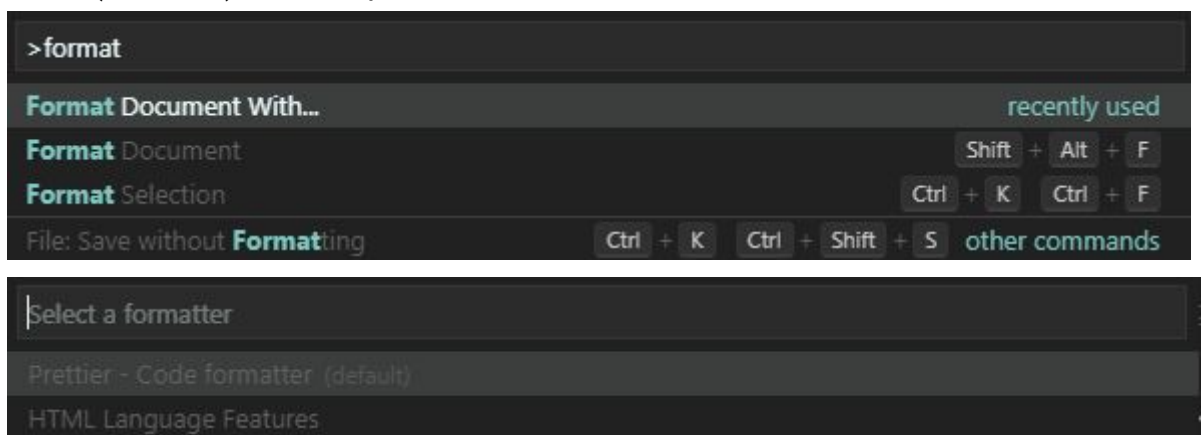 >format
Format Document With... recently used
Format Document Shift + Alt + F
Format Selection Ctrl + K Ctrl + F
File: Save without Formatting Ctrl + K Ctrl + Shift + S other commands
Select a formatter
Prettier - Code formatter (default)
HTML Language Features